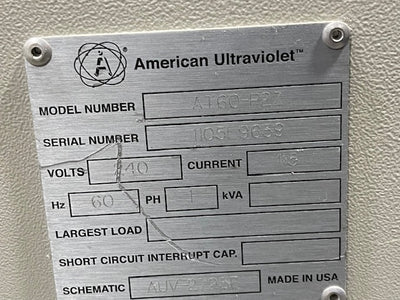 A ® American Ultraviolet™
MODEL NUMBER
SERIAL NUMBER
VOLTS CURRENT
Hz 60 PH 1 kVA
LARGEST LOAD
SHORT CIRCUIT INTERRUPT CAP.
SCHEMATIC MADE IN USA